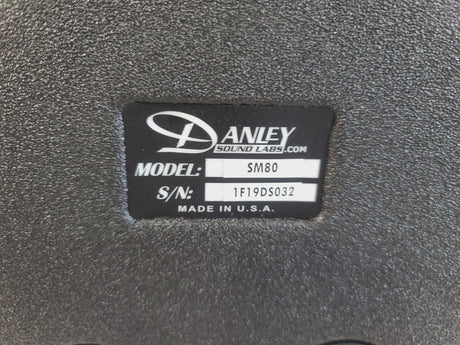 DANLEY
SOUND LABS.COM
MODEL: SM80
S/N: 1F19DS032
MADE IN U.S.A.